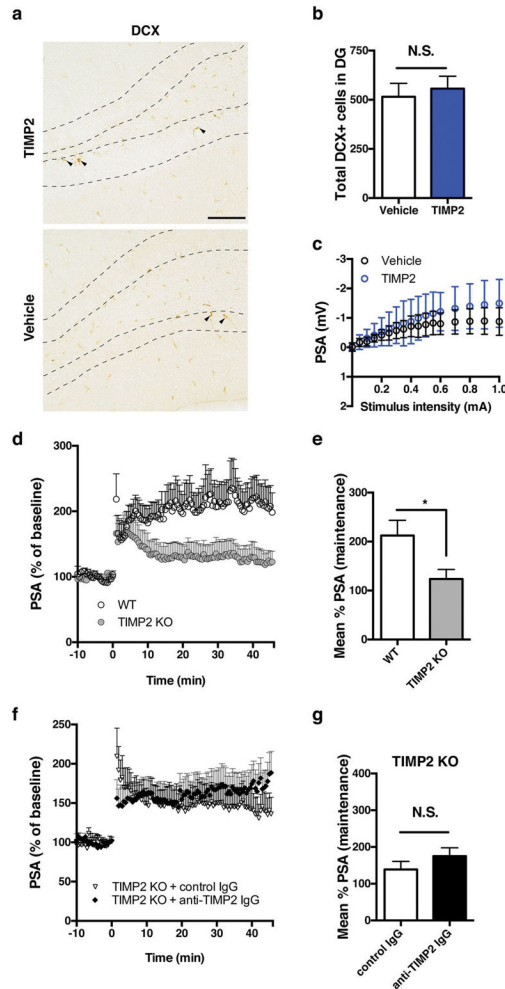 a
DCX
TIMP2
Vehicle
b
N.S.
Total DCX+ cells in DG
750
500
250
0
Vehicle
TIMP2
c
Vehicle
TIMP2
PSA (mV)
-3
-2
-1
0
1
2
0.2 0.4 0.6 0.8 1.0
Stimulus intensity (mA)
d
PSA (% of baseline)
300
250
200
150
100
50
0
WT
TIMP2 KO
-10 0 10 20 30 40
Time (min)
e
Mean % PSA (maintenance)
300
200
100
0
*
WT
TIMP2 KO
f
PSA (% of baseline)
250
200
150
100
50
0
TIMP2 KO + control IgG
TIMP2 KO + anti-TIMP2 IgG
-10 0 10 20 30 40
Time (min)
g
TIMP2 KO
Mean % PSA (maintenance)
400
300
200
100
0
N.S.
control IgG
anti-TIMP2 IgG